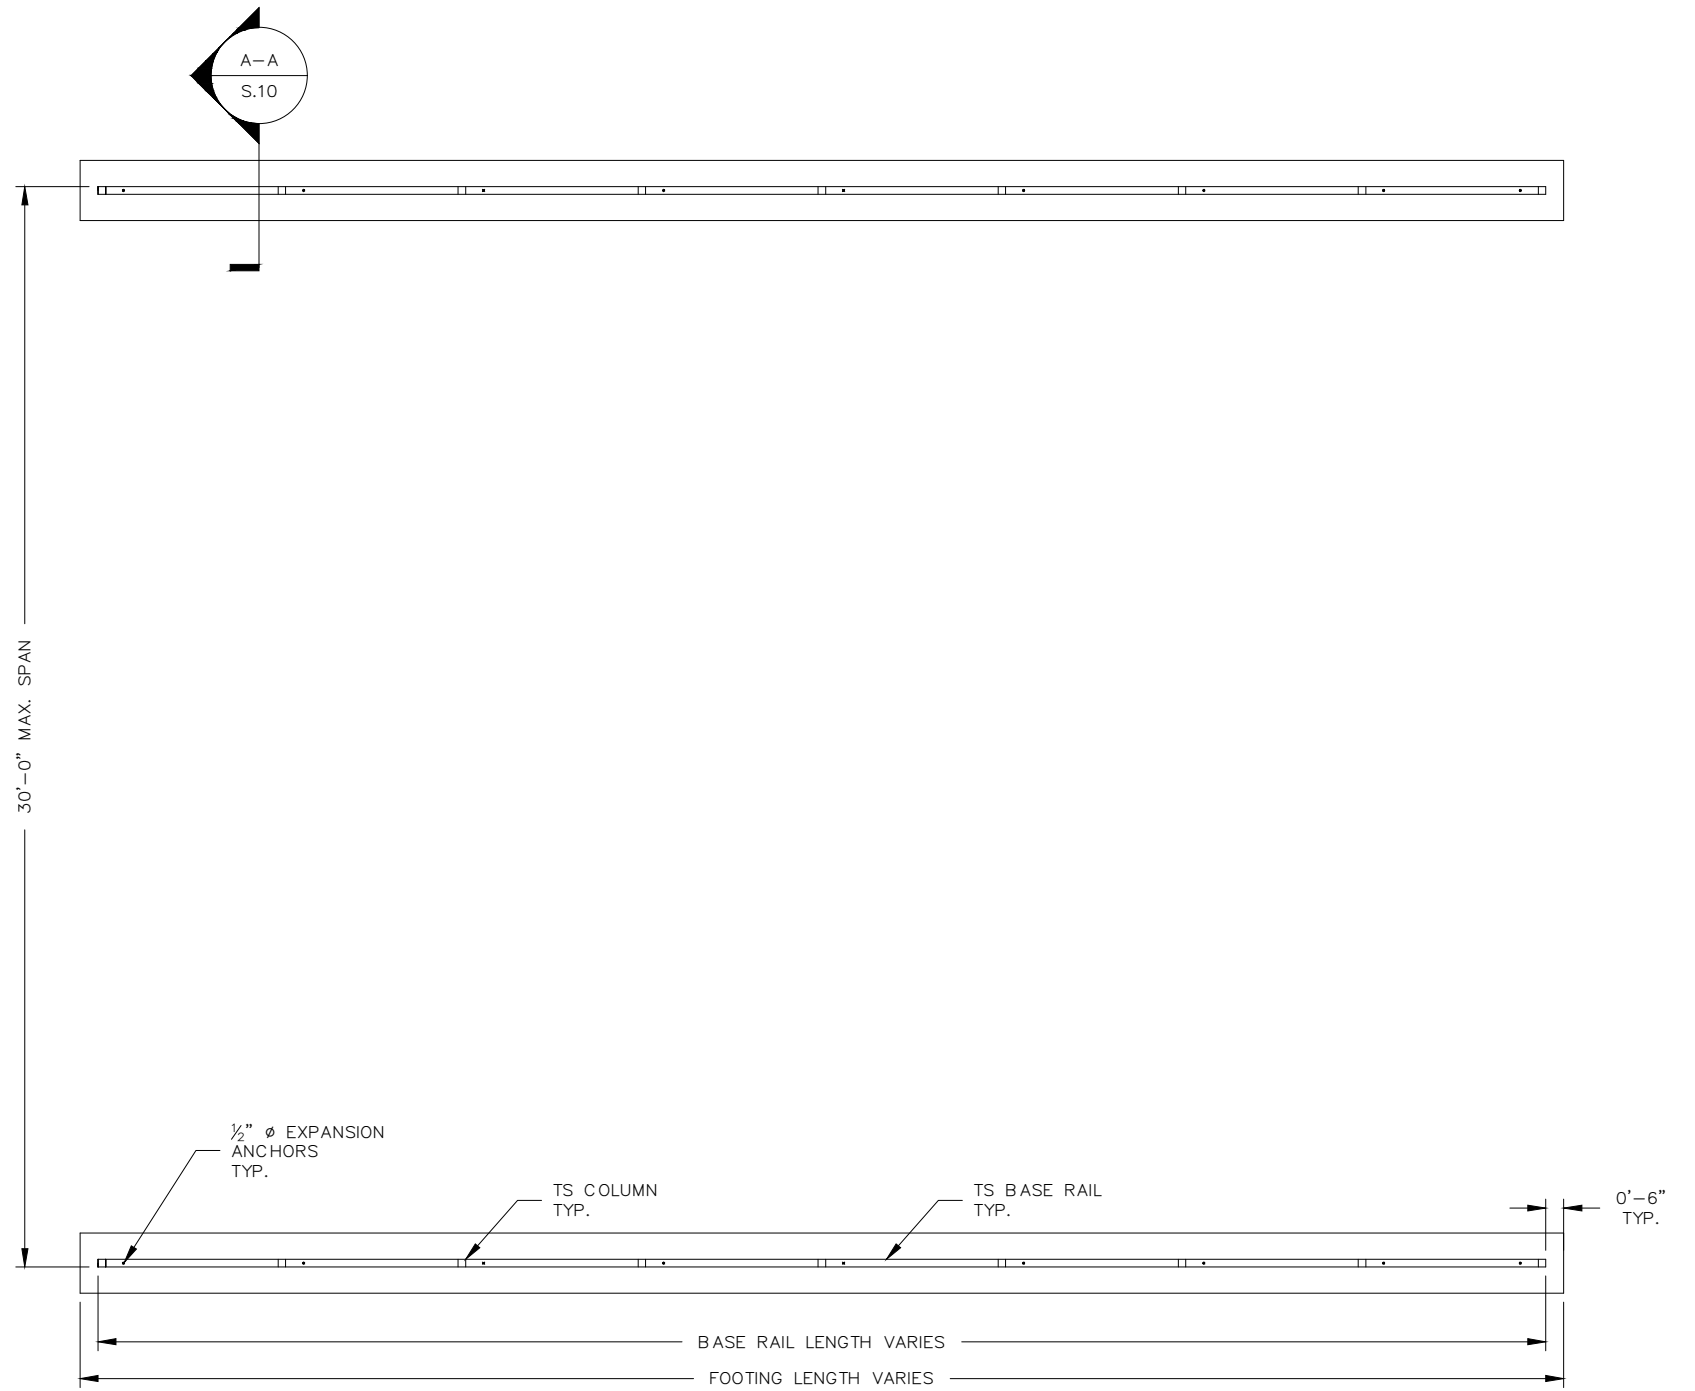 A-A
S.10
30'-0" MAX. SPAN
½" ø EXPANSION
ANCHORS
TYP.
TS COLUMN
TYP.
TS BASE RAIL
TYP.
0'-6"
TYP.
BASE RAIL LENGTH VARIES
FOOTING LENGTH VARIES